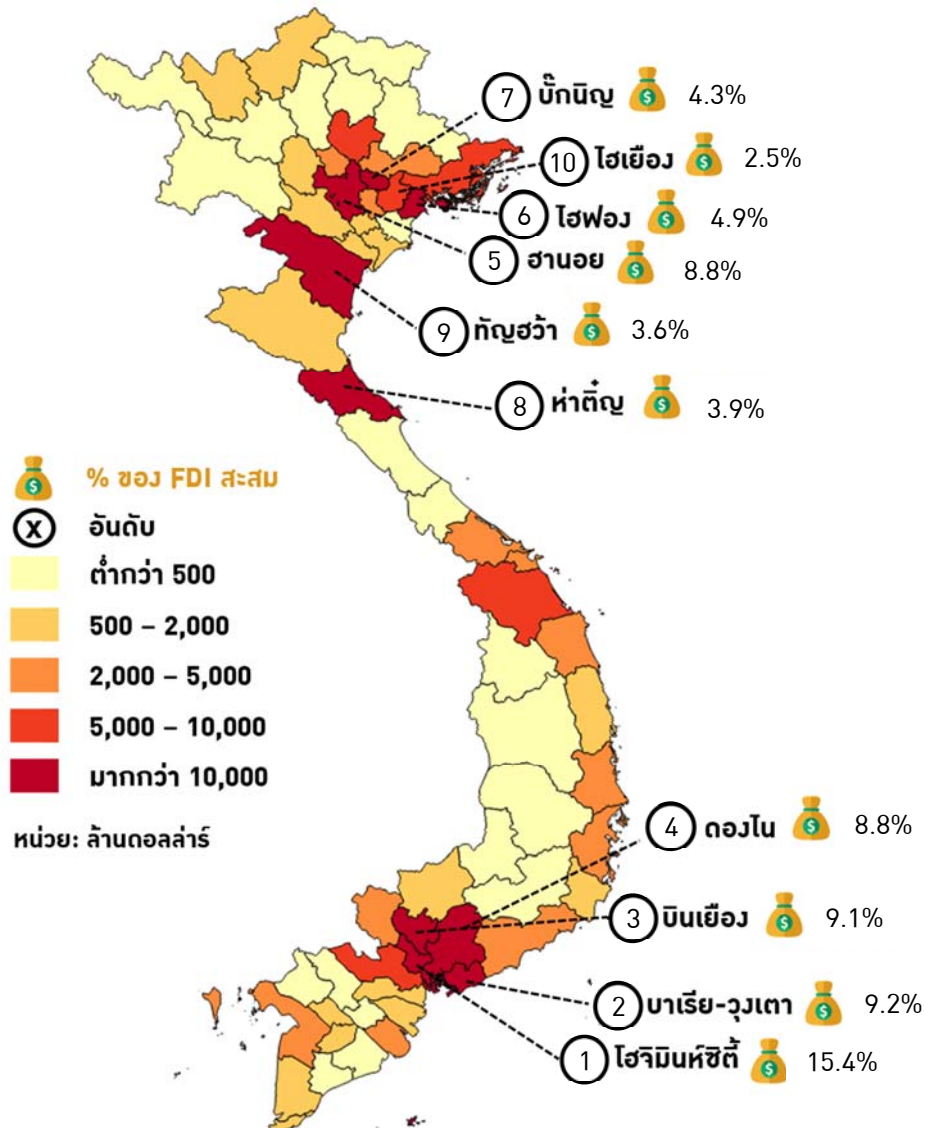 7 บั๊กนิญ $ 4.3%
10 ไฮเยือง $ 2.5%
6 ไฮฟอง $ 4.9%
5 ฮานอย $ 8.8%
9 ทัญฮว้า $ 3.6%
8 ห่าติ๋ญ $ 3.9%
$ % ของ FDI สะสม
X อันดับ
ต่ำกว่า 500
500 – 2,000
2,000 – 5,000
5,000 – 10,000
มากกว่า 10,000
หน่วย: ล้านดอลล่าร์
4 ดองไน $ 8.8%
3 บินเยือง $ 9.1%
2 บาเรีย-วุงเตา $ 9.2%
1 โฮจิมินห์ซิตี้ $ 15.4%